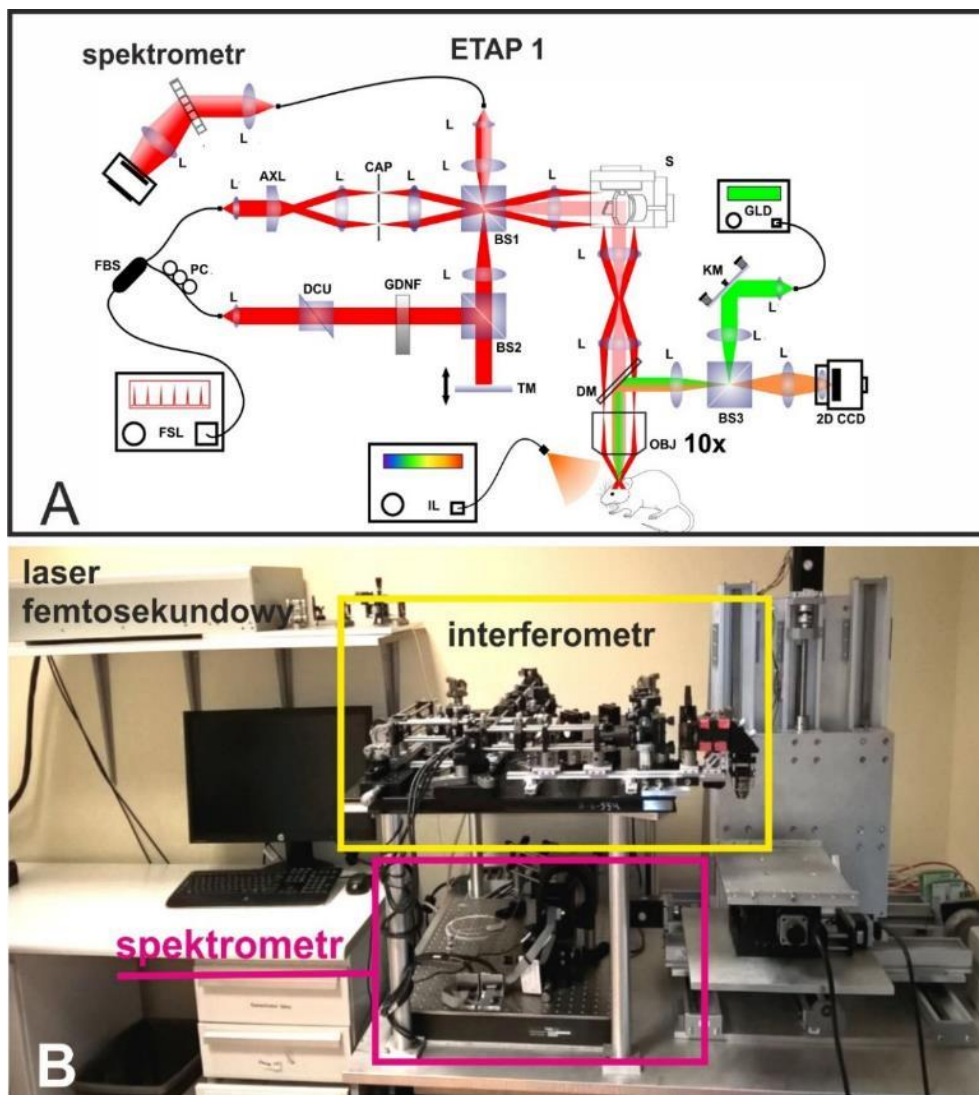 ETAP 1
spektrometr
L
L
L
AXL
L
CAP
L
L
L
L
BS1
L
S
GLD
FBS
PC
L
KM
L
L
DCU
GDNF
L
BS2
L
L
L
L
DM
BS3
2D CCD
TM
FSL
OBJ
10x
IL
A
laser
femtosekundowy
interferometr
spektrometr
B